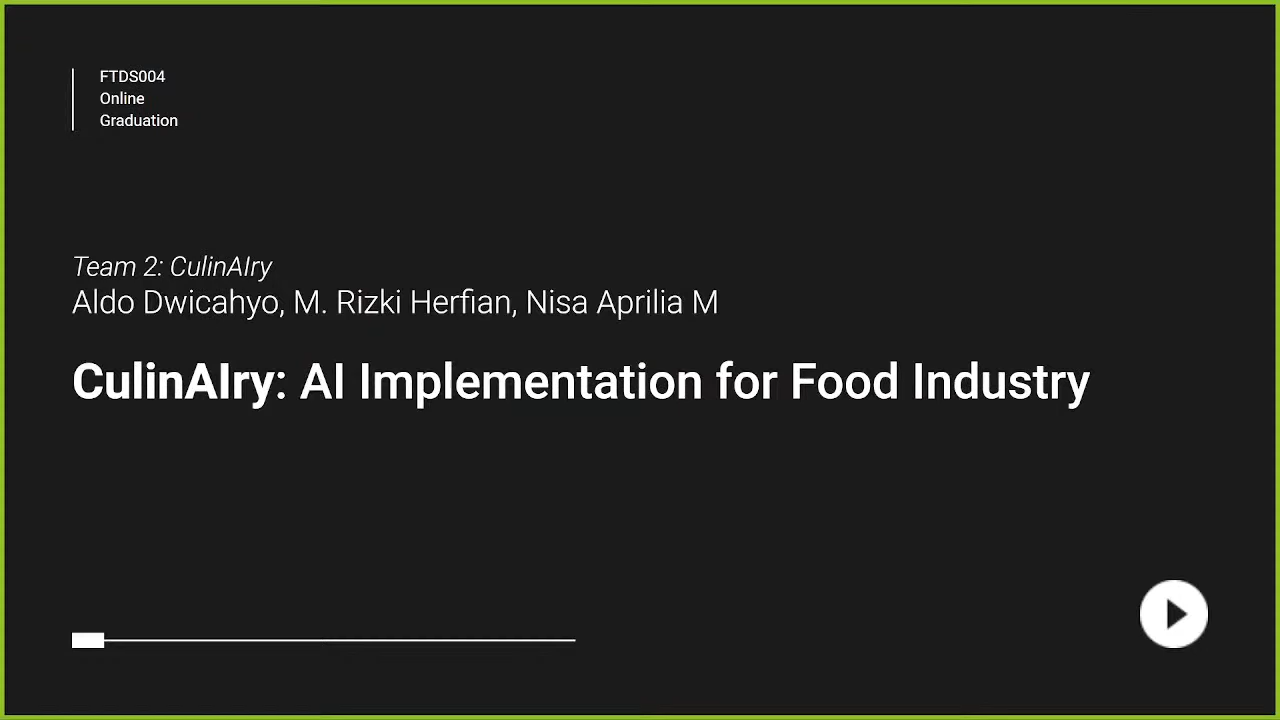 FTDS004
Online
Graduation
Team 2: CulinAIry
Aldo Dwicahyo, M. Rizki Herfian, Nisa Aprilia M
CulinAIry: AI Implementation for Food Industry